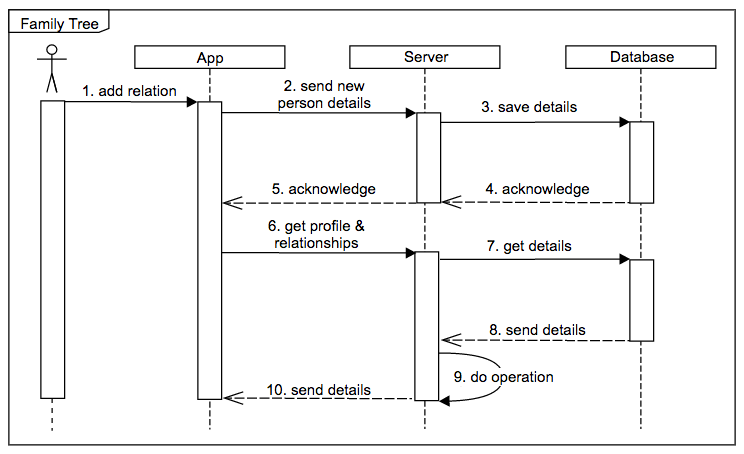 Family Tree
App
Server
Database
1. add relation
2. send new
person details
3. save details
4. acknowledge
5. acknowledge
6. get profile &
relationships
7. get details
8. send details
9. do operation
10. send details